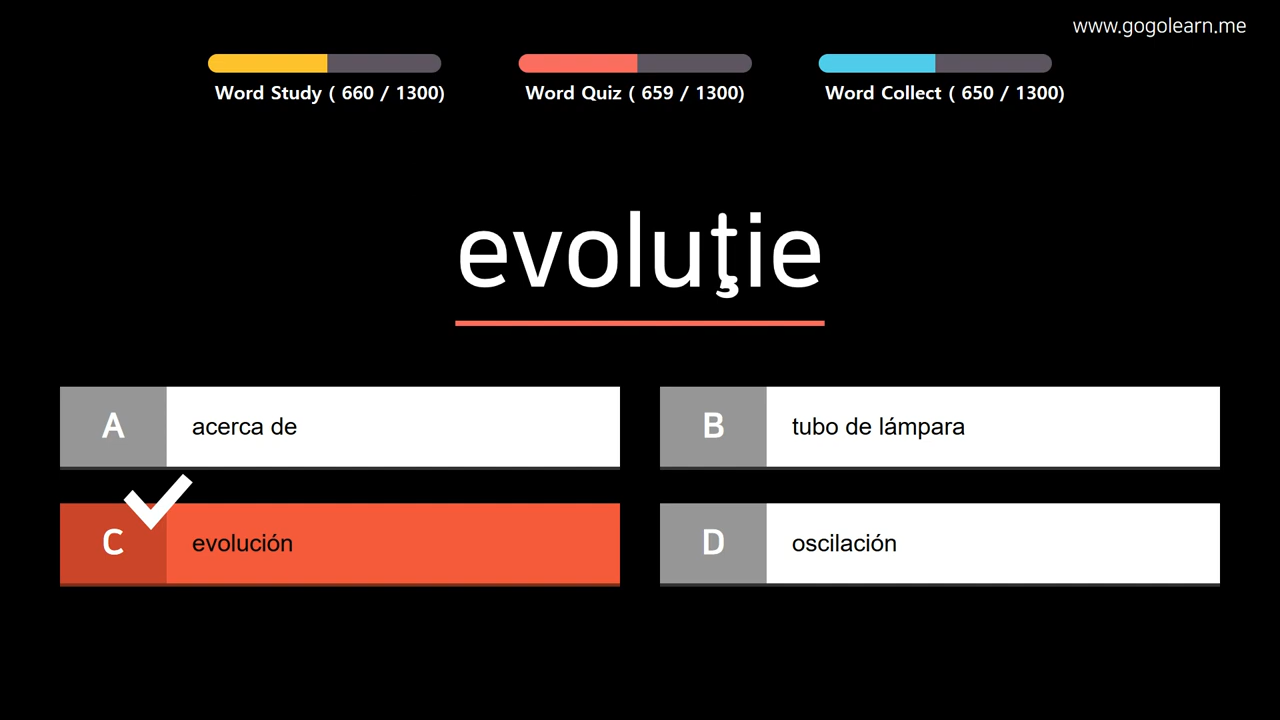 www.gogolearn.me
Word Study ( 660 / 1300)
Word Quiz ( 659 / 1300)
Word Collect ( 650 / 1300)
evoluţie
A acerca de
B tubo de lámpara
C evolución
D oscilación